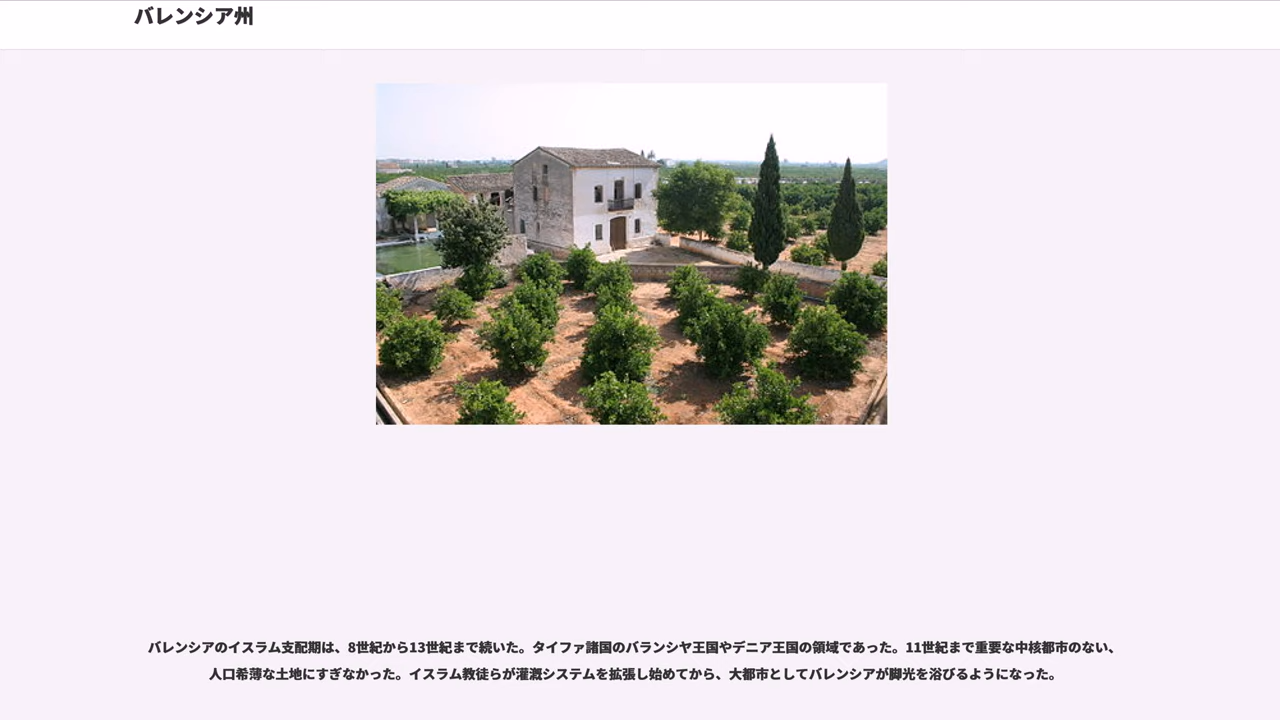 バレンシア州
バレンシアのイスラム支配期は、8世紀から13世紀まで続いた。タイファ諸国のバランシヤ王国やデニア王国の領域であった。11世紀まで重要な中核都市のない、
人口希薄な土地にすぎなかった。イスラム教徒らが灌漑システムを拡張し始めてから、大都市としてバレンシアが脚光を浴びるようになった。